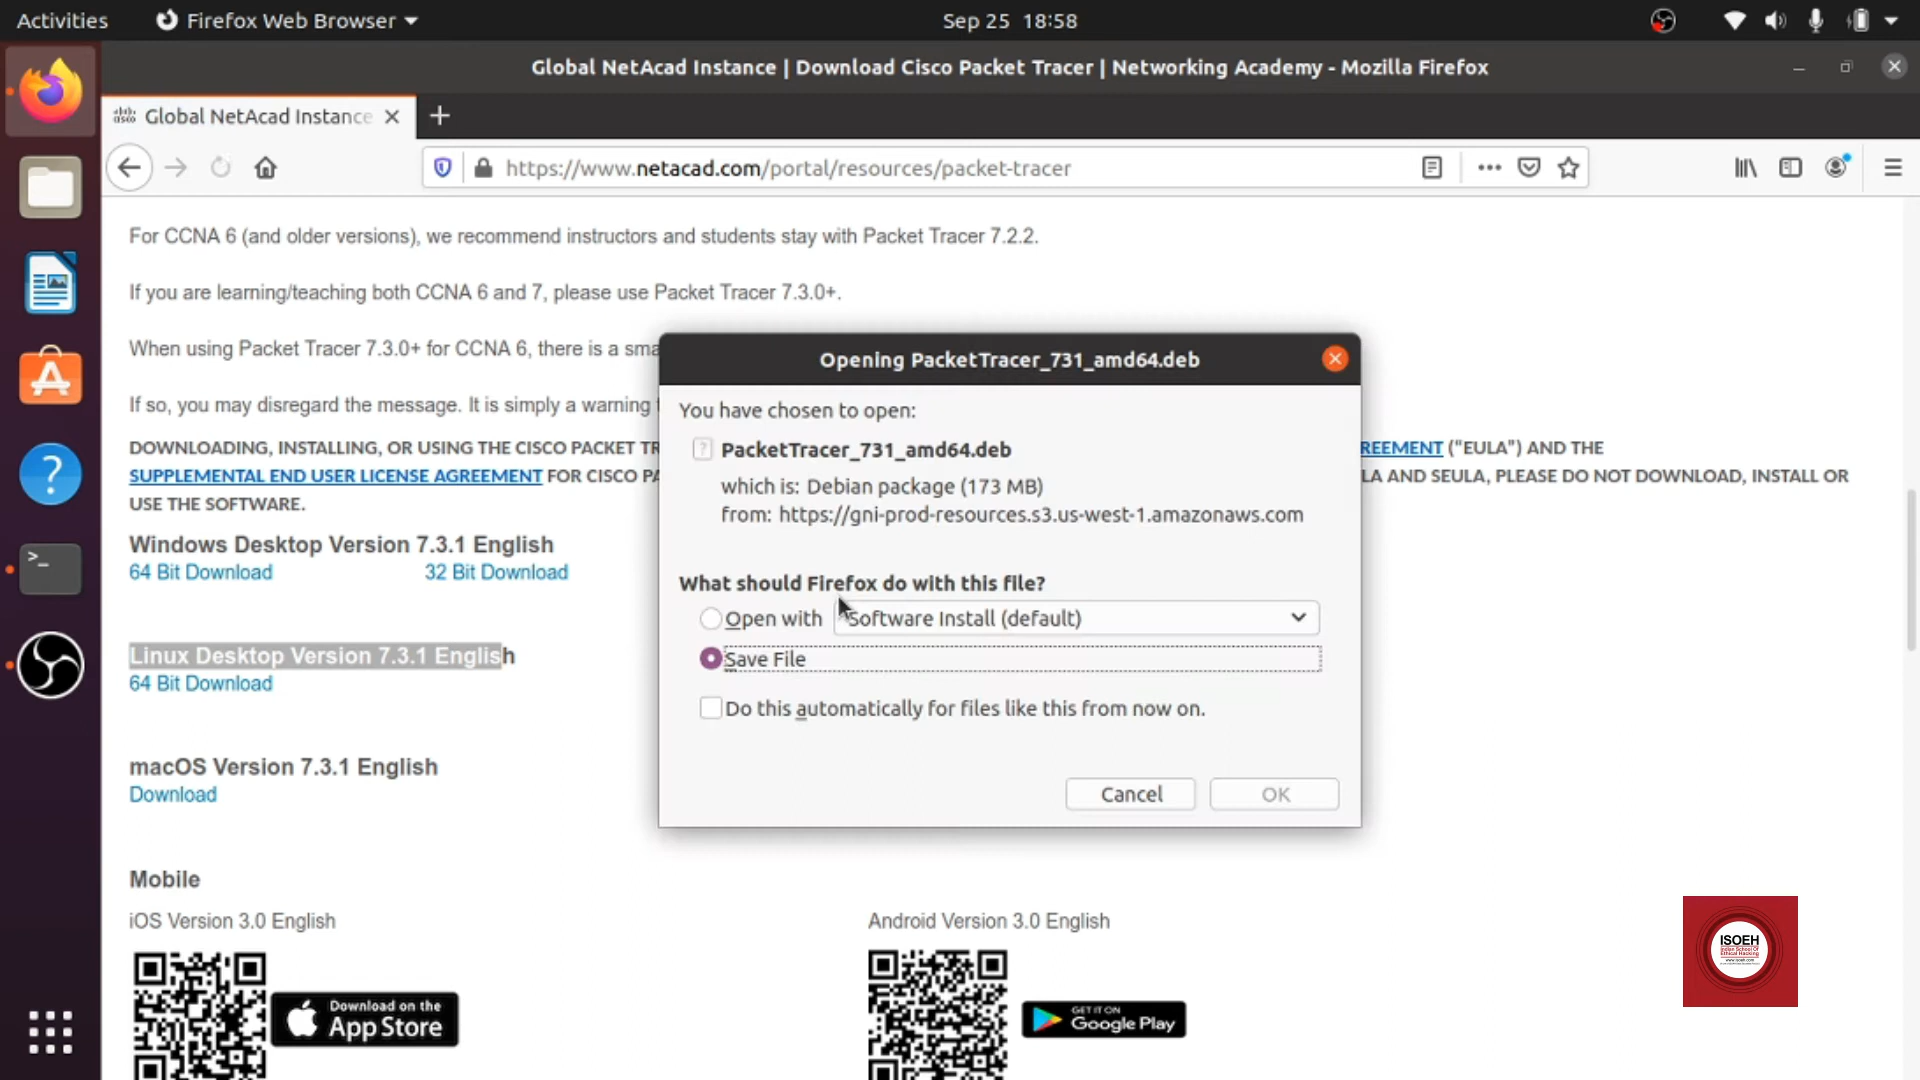 Activities
Firefox Web Browser
Sep 25 18:58
Global NetAcad Instance | Download Cisco Packet Tracer | Networking Academy - Mozilla Firefox
Global NetAcad Instance
https://www.netacad.com/portal/resources/packet-tracer
For CCNA 6 (and older versions), we recommend instructors and students stay with Packet Tracer 7.2.2.
If you are learning/teaching both CCNA 6 and 7, please use Packet Tracer 7.3.0+.
When using Packet Tracer 7.3.0+ for CCNA 6, there is a sma
If so, you may disregard the message. It is simply a warning
DOWNLOADING, INSTALLING, OR USING THE CISCO PACKET TR
REEMENT ("EULA") AND THE
SUPPLEMENTAL END USER LICENSE AGREEMENT FOR CISCO PA
LA AND SEULA, PLEASE DO NOT DOWNLOAD, INSTALL OR
USE THE SOFTWARE.
Windows Desktop Version 7.3.1 English
64 Bit Download 32 Bit Download
Linux Desktop Version 7.3.1 English
64 Bit Download
macOS Version 7.3.1 English
Download
Mobile
iOS Version 3.0 English
Download on the
App Store
Android Version 3.0 English
GET IT ON
Google Play
Opening PacketTracer_731_amd64.deb
You have chosen to open:
PacketTracer_731_amd64.deb
which is: Debian package (173 MB)
from: https://gni-prod-resources.s3.us-west-1.amazonaws.com
What should Firefox do with this file?
Open with Software Install (default)
Save File
Do this automatically for files like this from now on.
Cancel
OK
ISOEH
Indian School Of
Ethical Hacking
www.isoeh.com